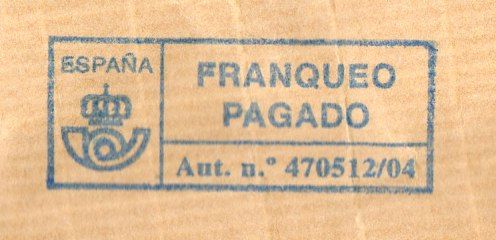 ESPAÑA
FRANQUEO
PAGADO
Aut. n.º 470512/04